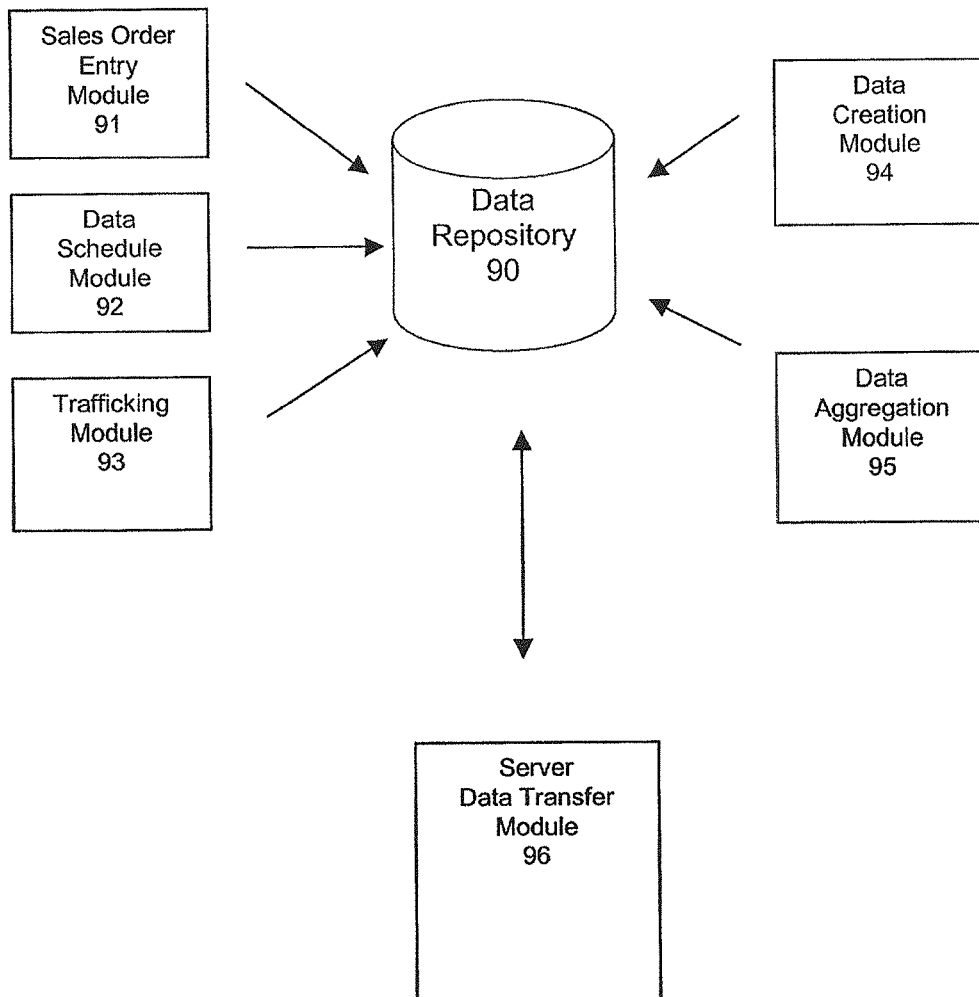 Sales Order
Entry
Module
91
Data
Schedule
Module
92
Trafficking
Module
93
Data
Repository
90
Data
Creation
Module
94
Data
Aggregation
Module
95
Server
Data Transfer
Module
96